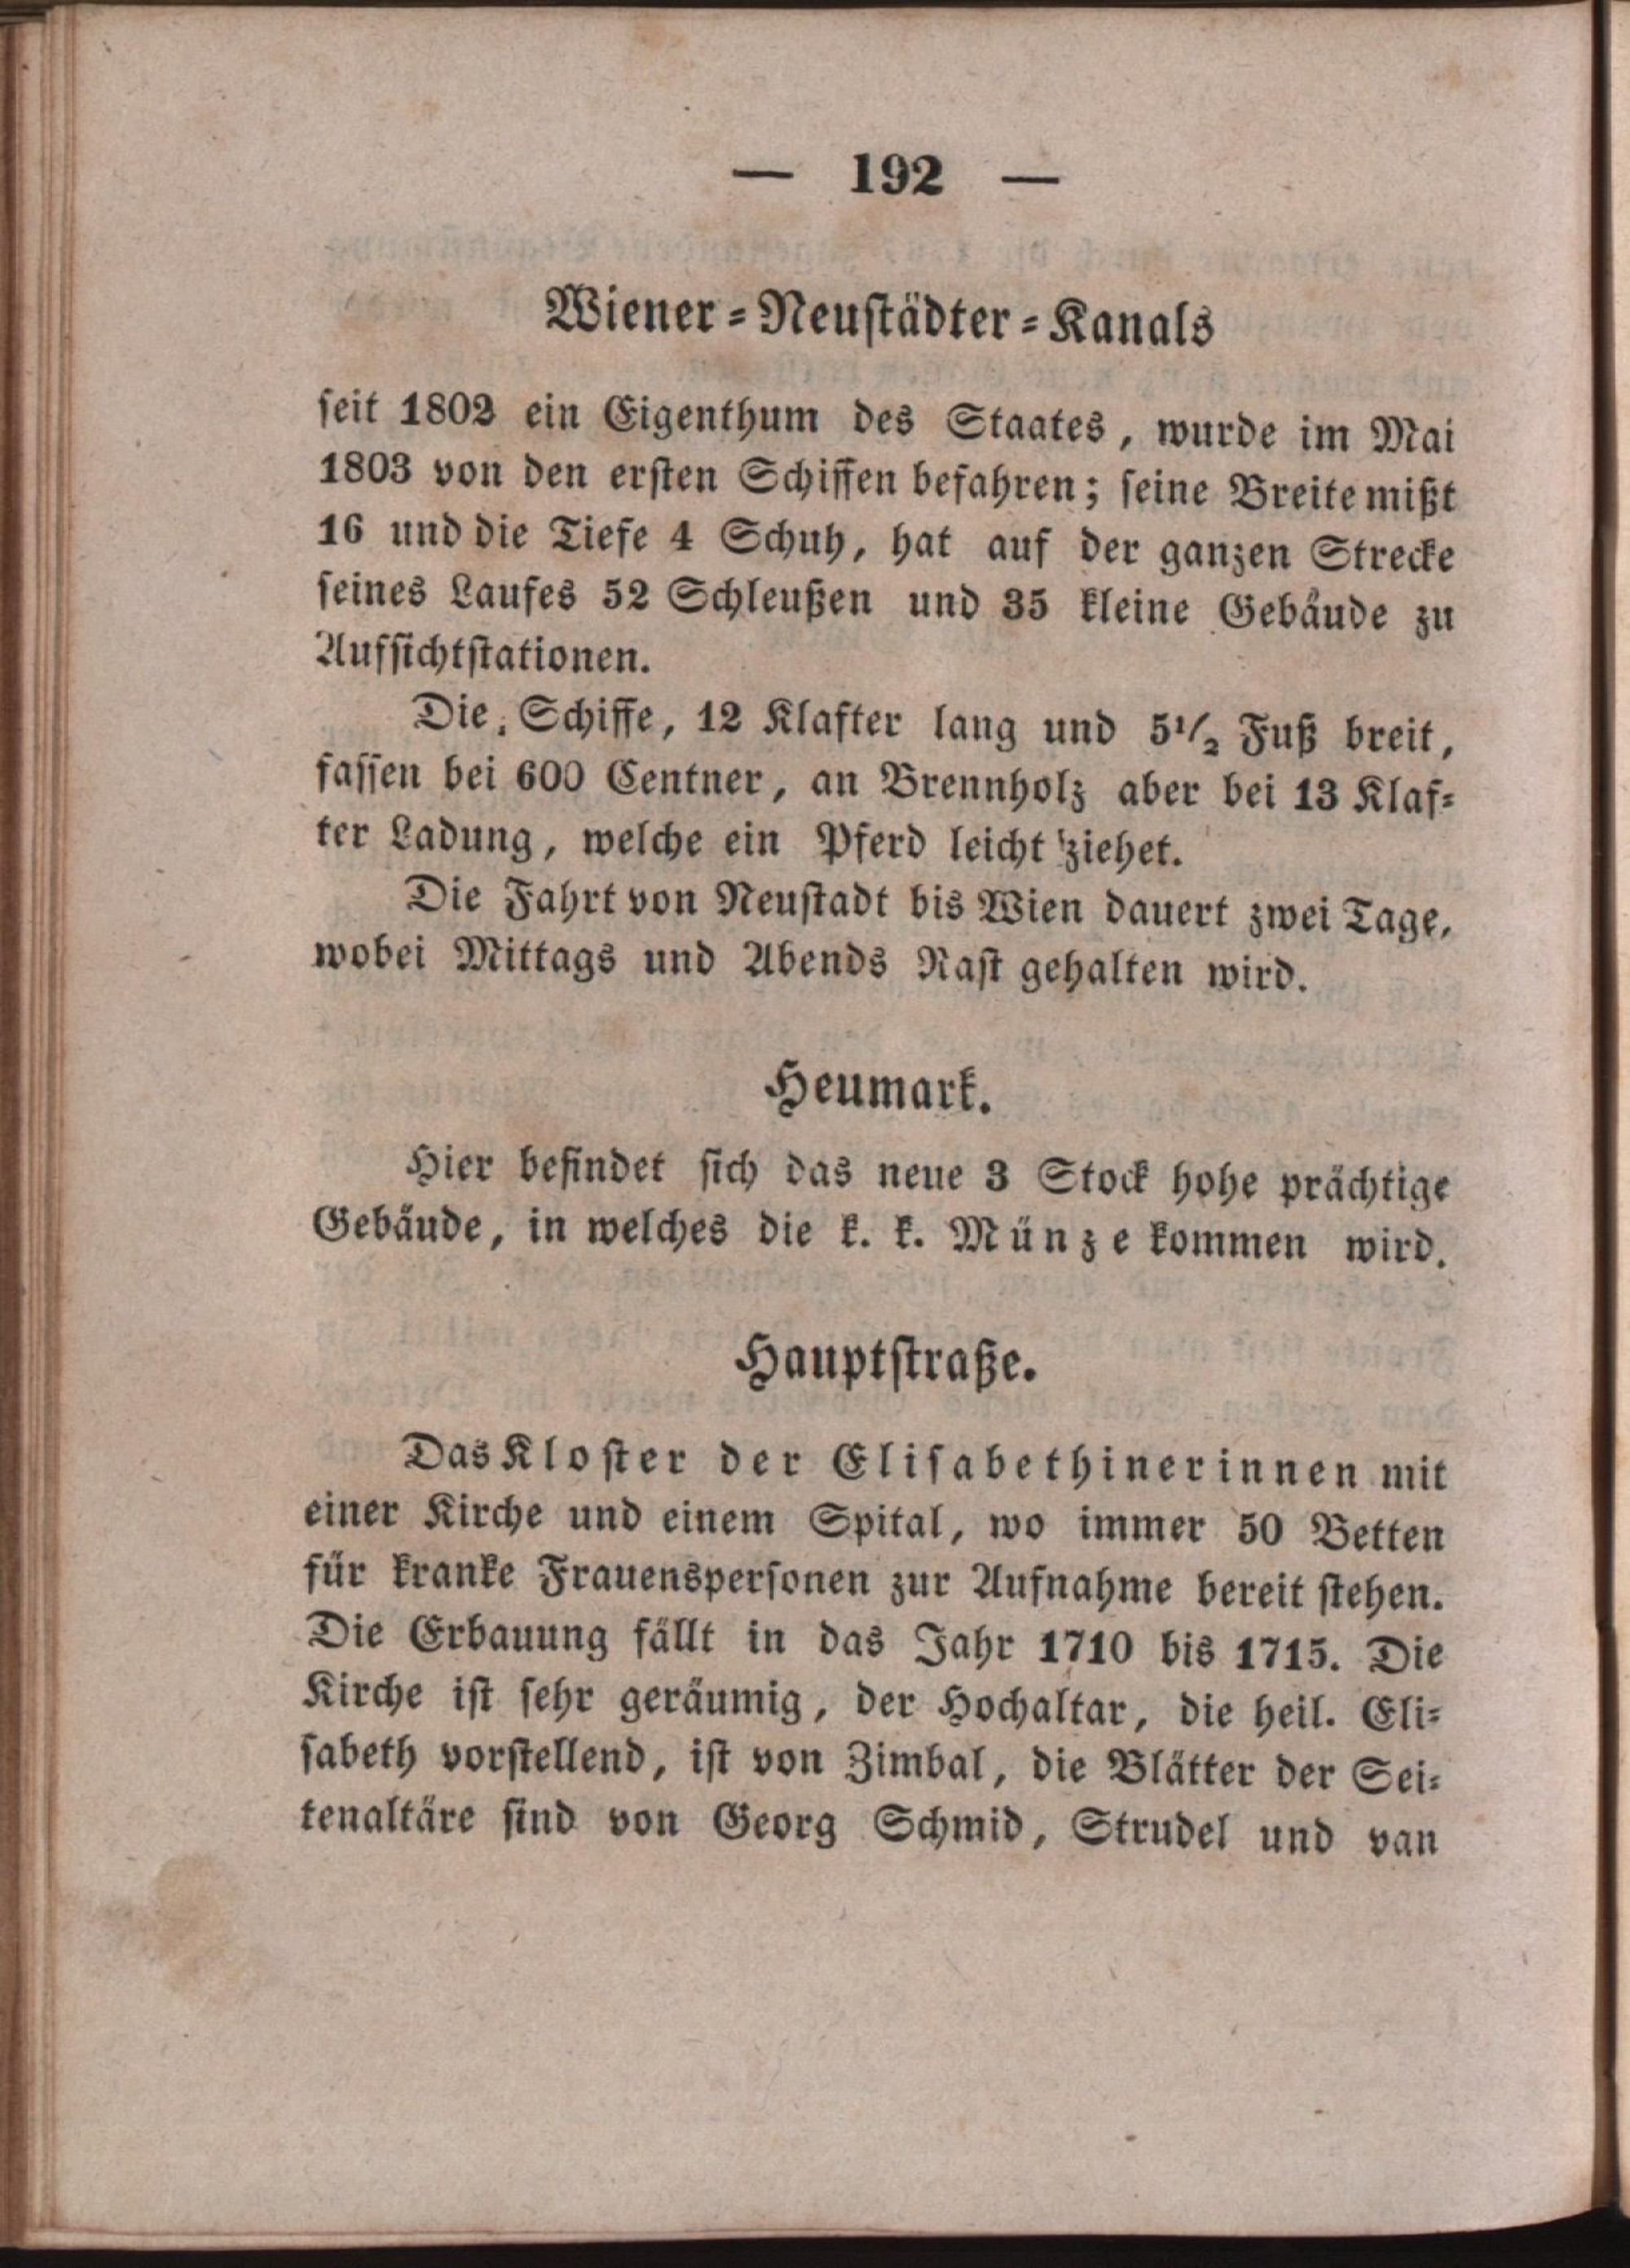 — 192 —
Wiener-Neustädter-Kanals
seit 1802 ein Eigenthum des Staates, wurde im Mai
1803 von den ersten Schiffen befahren; seine Breite mißt
16 und die Tiefe 4 Schuh, hat auf der ganzen Strecke
seines Laufes 52 Schleußen und 35 kleine Gebäude zu
Aufsichtstationen.
Die Schiffe, 12 Klafter lang und 5½ Fuß breit,
fassen bei 600 Centner, an Brennholz aber bei 13 Klaf-
ter Ladung, welche ein Pferd leicht ziehet.
Die Fahrt von Neustadt bis Wien dauert zwei Tage,
wobei Mittags und Abends Rast gehalten wird.
Heumark.
Hier befindet sich das neue 3 Stock hohe prächtige
Gebäude, in welches die k. k. Münze kommen wird.
Hauptstraße.
Das Kloster der Elisabethinerinnen mit
einer Kirche und einem Spital, wo immer 50 Betten
für kranke Frauenspersonen zur Aufnahme bereit stehen.
Die Erbauung fällt in das Jahr 1710 bis 1715. Die
Kirche ist sehr geräumig, der Hochaltar, die heil. Eli-
sabeth vorstellend, ist von Zimbal, die Blätter der Sei-
tenaltäre sind von Georg Schmid, Strudel und van